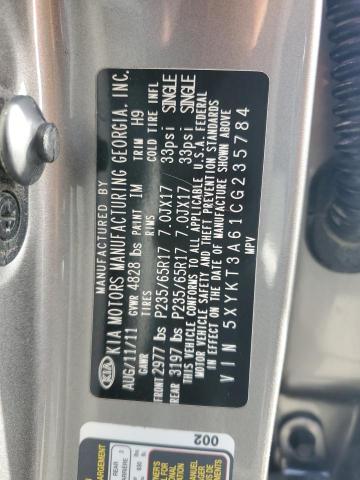 MANUFACTURED BY
KIA MOTORS MANUFACTURING GEORGIA, INC.
AUG/11/11 PAINT IM TRIM H9
GVWR 4828 lbs
GAWR TIRES RIMS COLD TIRE INFL
FRONT 2977 lbs P235/65R17 7.0JX17 33psi SINGLE
REAR 3197 lbs P235/65R17 7.0JX17 33psi SINGLE
THIS VEHICLE CONFORMS TO ALL APPLICABLE U.S.A. FEDERAL
MOTOR VEHICLE SAFETY AND THEFT PREVENTION STANDARDS
IN EFFECT ON THE DATE OF MANUFACTURE SHOWN ABOVE.
VIN 5XYKT3A61CG235784
MPV
KIA
002
REAR